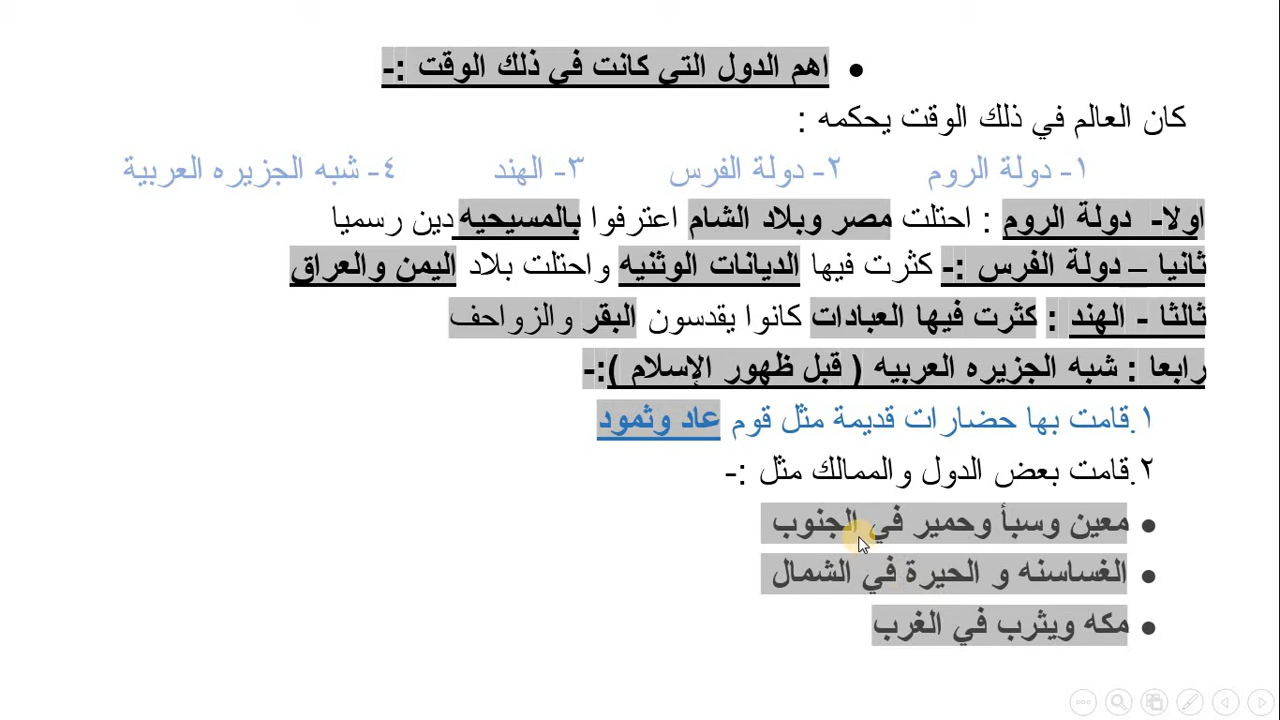 • اهم الدول التي كانت في ذلك الوقت :-
كان العالم في ذلك الوقت يحكمه :
١- دولة الروم ٢- دولة الفرس ٣- الهند ٤- شبه الجزيره العربية
اولا- دولة الروم : احتلت مصر وبلاد الشام اعترفوا بالمسيحيه دين رسميا
ثانيا – دولة الفرس :- كثرت فيها الديانات الوثنيه واحتلت بلاد اليمن والعراق
ثالثا - الهند : كثرت فيها العبادات كانوا يقدسون البقر والزواحف
رابعا : شبه الجزيره العربيه ( قبل ظهور الإسلام ):-
١.قامت بها حضارات قديمة مثل قوم عاد وثمود
٢.قامت بعض الدول والممالك مثل :-
• معين وسبأ وحمير في الجنوب
• الغساسنه و الحيرة في الشمال
• مكه ويثرب في الغرب